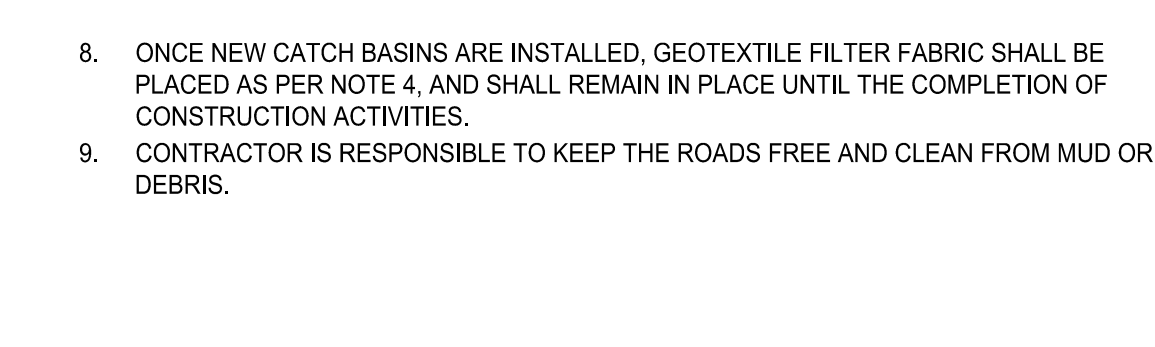 8. ONCE NEW CATCH BASINS ARE INSTALLED, GEOTEXTILE FILTER FABRIC SHALL BE
PLACED AS PER NOTE 4, AND SHALL REMAIN IN PLACE UNTIL THE COMPLETION OF
CONSTRUCTION ACTIVITIES.
9. CONTRACTOR IS RESPONSIBLE TO KEEP THE ROADS FREE AND CLEAN FROM MUD OR
DEBRIS.